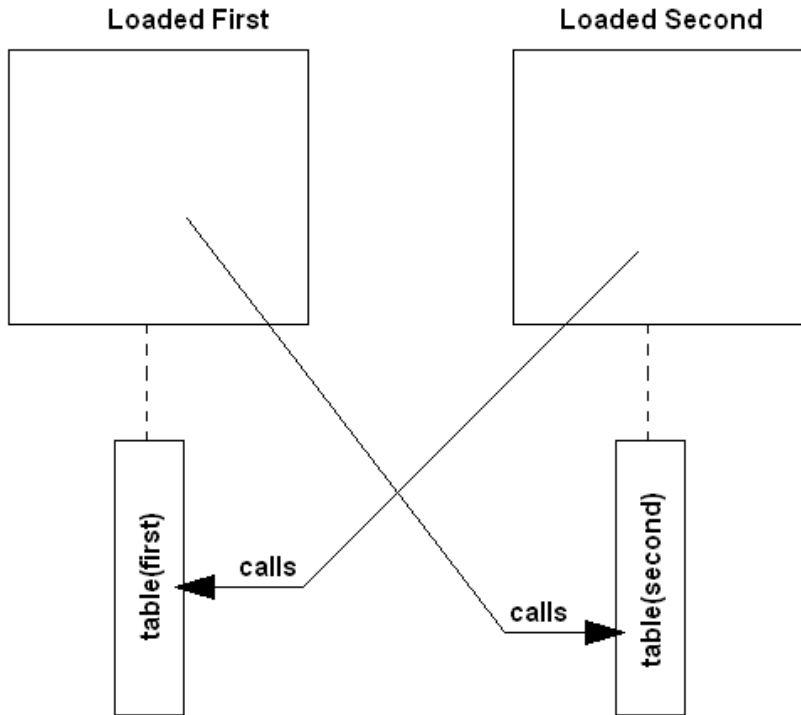 Loaded First
Loaded Second
table(first)
calls
calls
table(second)